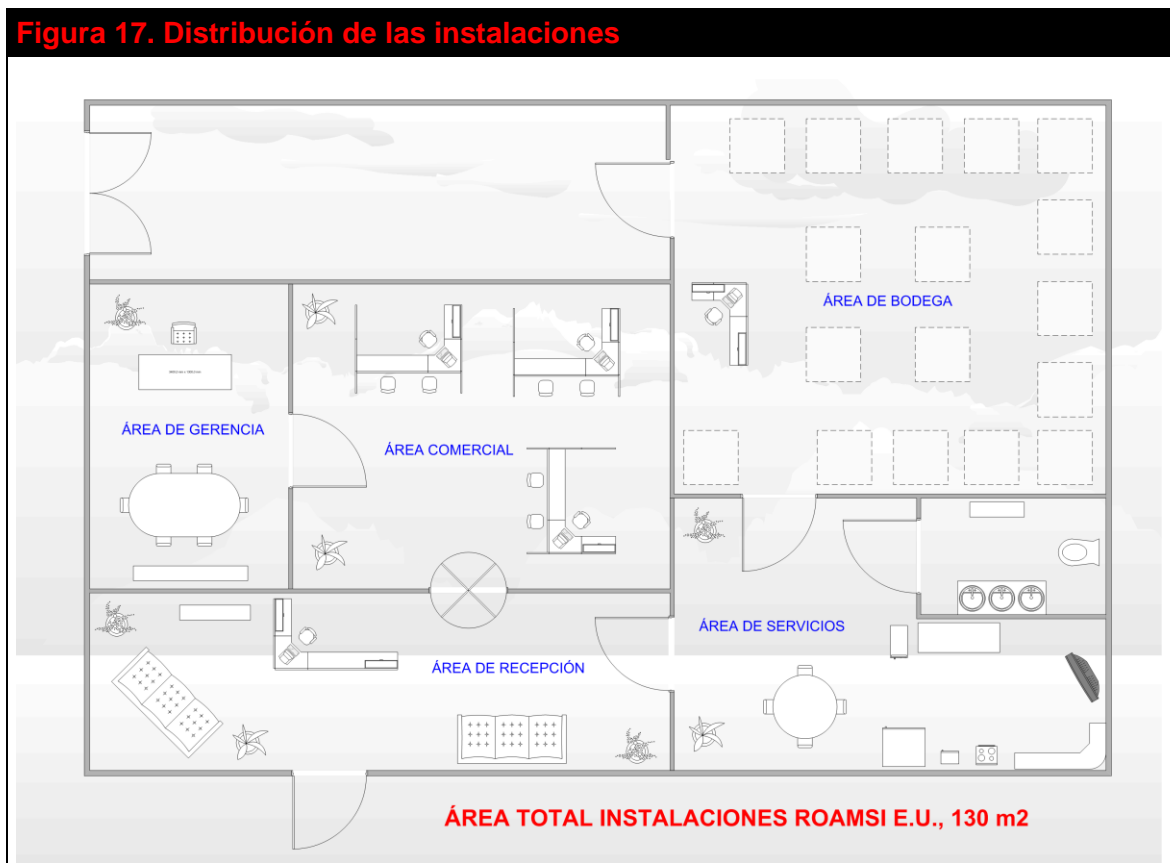 Figura 17. Distribución de las instalaciones
ÁREA DE BODEGA
ÁREA DE GERENCIA
ÁREA COMERCIAL
ÁREA DE SERVICIOS
ÁREA DE RECEPCIÓN
ÁREA TOTAL INSTALACIONES ROAMSI E.U., 130 m2